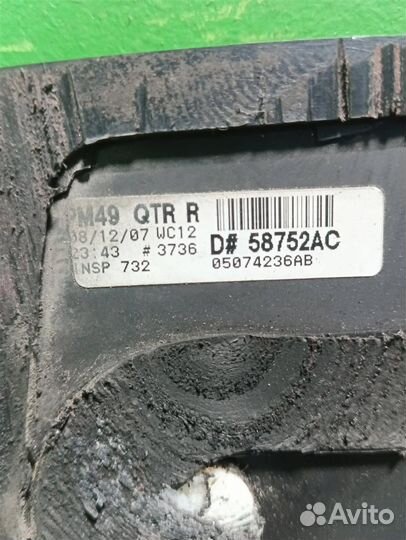 PM49 QTR R
08/12/07 WC12
23:43 # 3736
INSP 732
D# 58752AC
05074236AB
Avito